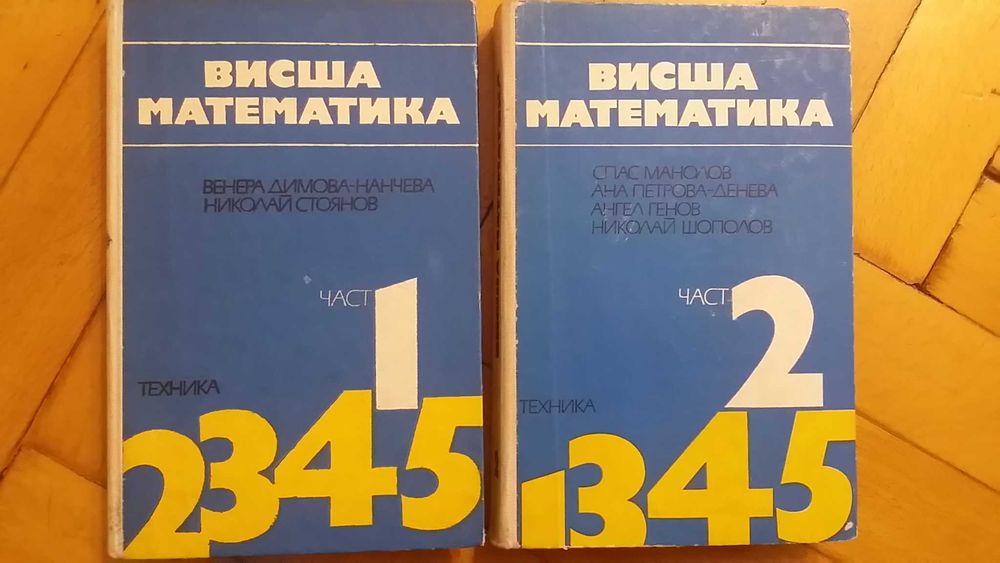 ВИСША
МАТЕМАТИКА
ВЕНЕРА ДИМОВА-НАНЧЕВА
НИКОЛАЙ СТОЯНОВ
ЧАСТ 1
ТЕХНИКА
2345
ВИСША
МАТЕМАТИКА
СПАС МАНОЛОВ
АНА ПЕТРОВА-ДЕНЕВА
АНГЕЛ ГЕНОВ
НИКОЛАЙ ШОПОЛОВ
ЧАСТ 2
ТЕХНИКА
1345